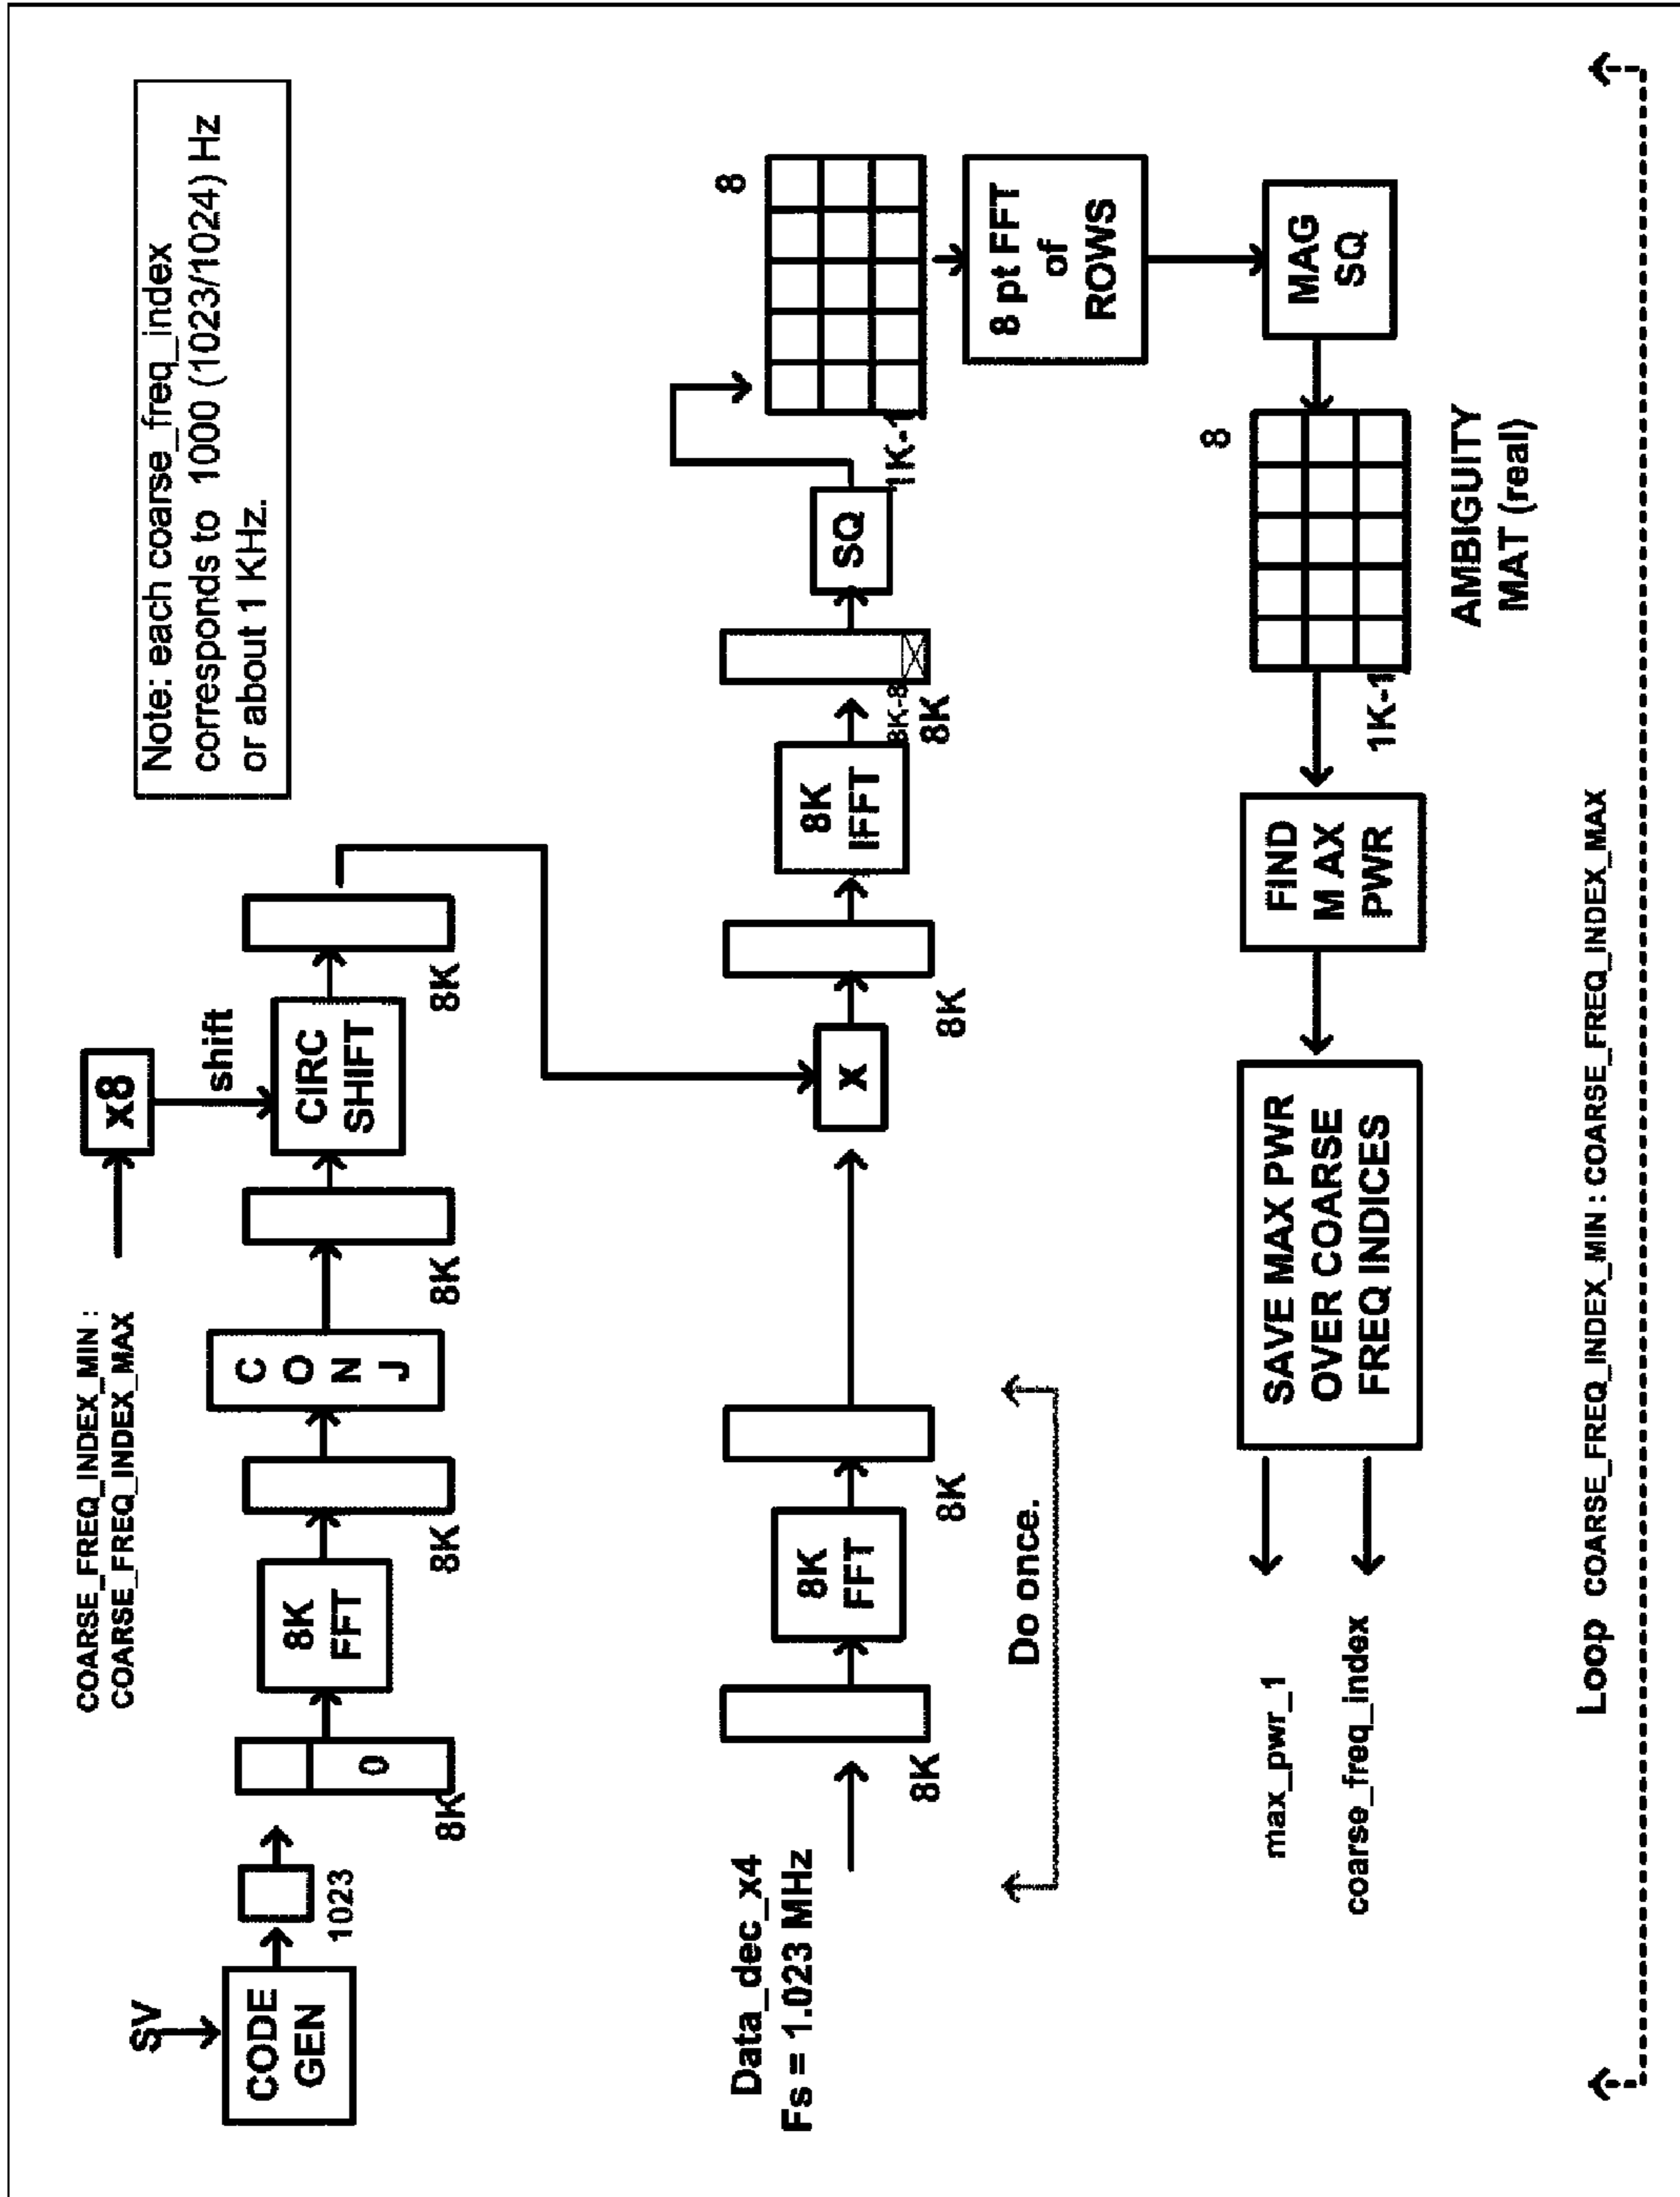 Note: each coarse_freq_index
corresponds to 1000 (1023/1024) Hz
or about 1 KHz.
COARSE_FREQ_INDEX_MIN :
COARSE_FREQ_INDEX_MAX
x8
shift
SV
CODE
GEN
1023
0
8K
8K
FFT
8K
C
O
N
J
8K
CIRC
SHIFT
8K
Data_dec_x4
Fs = 1.023 MHz
8K
8K
FFT
8K
Do once.
x
8K
8K
IFFT
8K-8
8K
SQ
8
1K-1
8 pt FFT
of
ROWS
MAG
SQ
8
1K-1
AMBIGUITY
MAT (real)
FIND
M AX
PWR
SAVE MAX PWR
OVER COARSE
FREQ INDICES
max_pwr_1
coarse_freq_index
Loop COARSE_FREQ_INDEX_MIN : COARSE_FREQ_INDEX_MAX